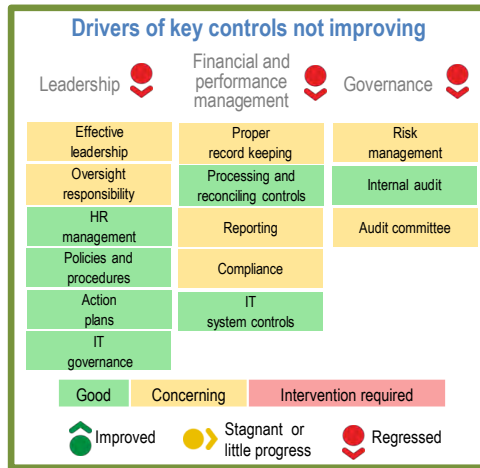 Drivers of key controls not improving
Leadership
Financial and
performance
management
Governance
Effective
leadership
Oversight
responsibility
HR
management
Policies and
procedures
Action
plans
IT
governance
Proper
record keeping
Processing and
reconciling controls
Reporting
Compliance
IT
system controls
Risk
management
Internal audit
Audit committee
Good
Concerning
Intervention required
Improved
Stagnant or
little progress
Regressed